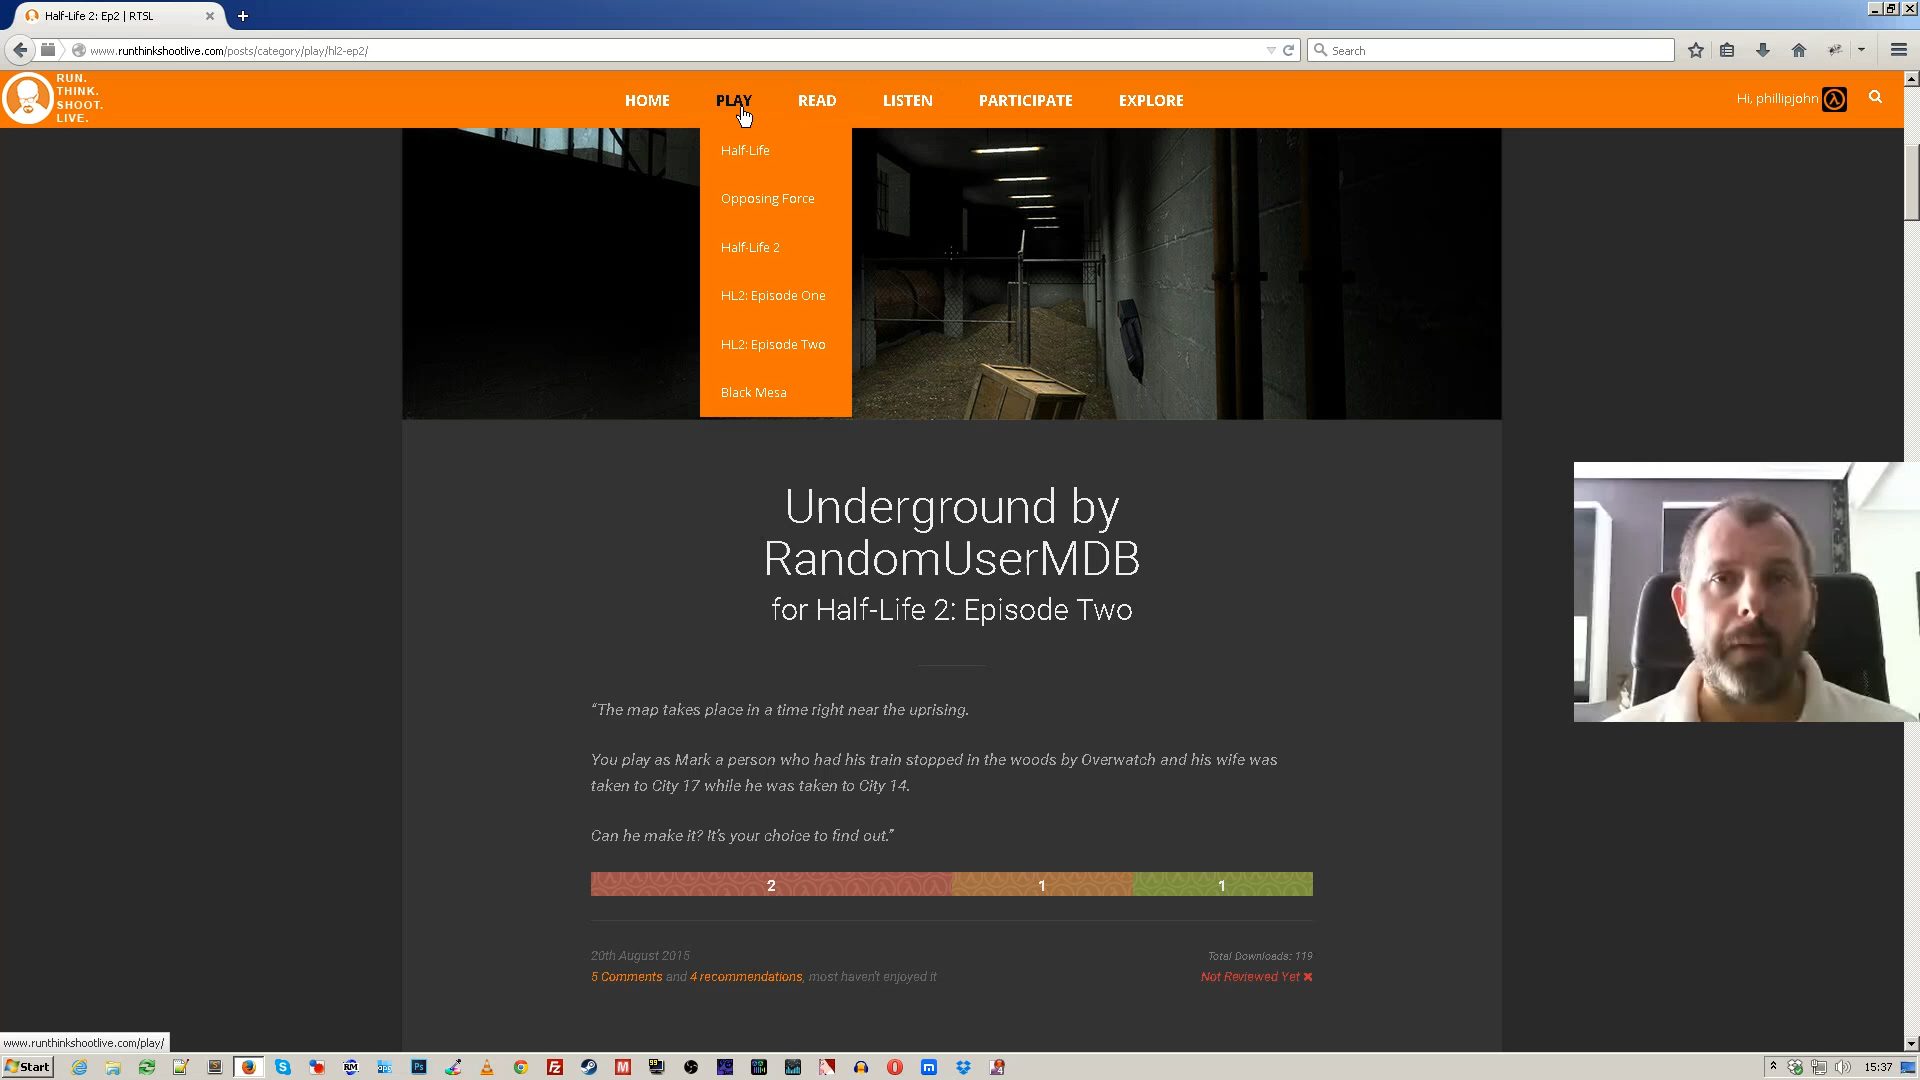 Half-Life 2: Ep2 | RTSL
www.runthinkshootlive.com/posts/category/play/hl2-ep2/
Search
RUN.
THINK.
SHOOT.
LIVE.
HOME
PLAY
READ
LISTEN
PARTICIPATE
EXPLORE
Hi, phillipjohn
Half-Life
Opposing Force
Half-Life 2
HL2: Episode One
HL2: Episode Two
Black Mesa
Underground by
RandomUserMDB
for Half-Life 2: Episode Two
“The map takes place in a time right near the uprising.
You play as Mark a person who had his train stopped in the woods by Overwatch and his wife was
taken to City 17 while he was taken to City 14.
Can he make it? It’s your choice to find out.”
2 1 1
20th August 2015
Total Downloads: 119
5 Comments and 4 recommendations, most haven't enjoyed it
Not Reviewed Yet
www.runthinkshootlive.com/play/
Start
15:37